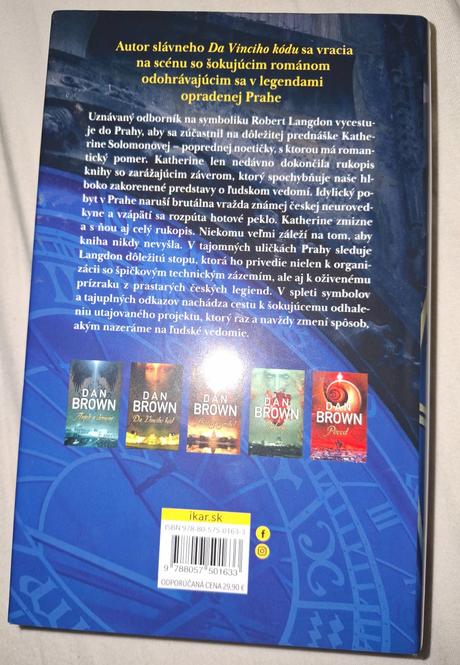 Autor slávneho Da Vinciho kódu sa vracia
na scénu so šokujúcim románom
odohrávajúcim sa v legendami
opradenej Prahe
Uznávaný odborník na symboliku Robert Langdon vycestu-
je do Prahy, aby sa zúčastnil na dôležitej prednáške Kathe-
rine Solomonovej – poprednej noetičky, s ktorou má roman-
tický pomer. Katherine len nedávno dokončila rukopis
knihy so zarážajúcim záverom, ktorý spochybňuje naše hl-
boko zakorenené predstavy o ľudskom vedomí. Idylický po-
byt v Prahe naruší brutálna vražda známej českej neuroved-
kyne a vzápätí sa rozpúta hotové peklo. Katherine zmizne
a s ňou aj celý rukopis. Niekomu veľmi záleží na tom, aby
kniha nikdy nevyšla. V tajomných uličkách Prahy sleduje
Langdon dôležitú stopu, ktorá ho privedie nielen k organi-
zácii so špičkovým technickým zázemím, ale aj k oživenému
prízraku z prastarých českých legiend. V spleti symbolov
a tajuplných odkazov nachádza cestu k šokujúcemu odhale-
niu utajovaného projektu, ktorý raz a navždy zmení spôsob,
akým nazeráme na ľudské vedomie.
DAN
BROWN
Anjeli a démoni
DAN
BROWN
Da Vinciho kód
DAN
BROWN
DAN
BROWN
DAN
BROWN
Pôvod
ikar.sk
ISBN 978-80-575-0163-3
9 788057 501633
ODPORÚČANÁ CENA 29,90 €